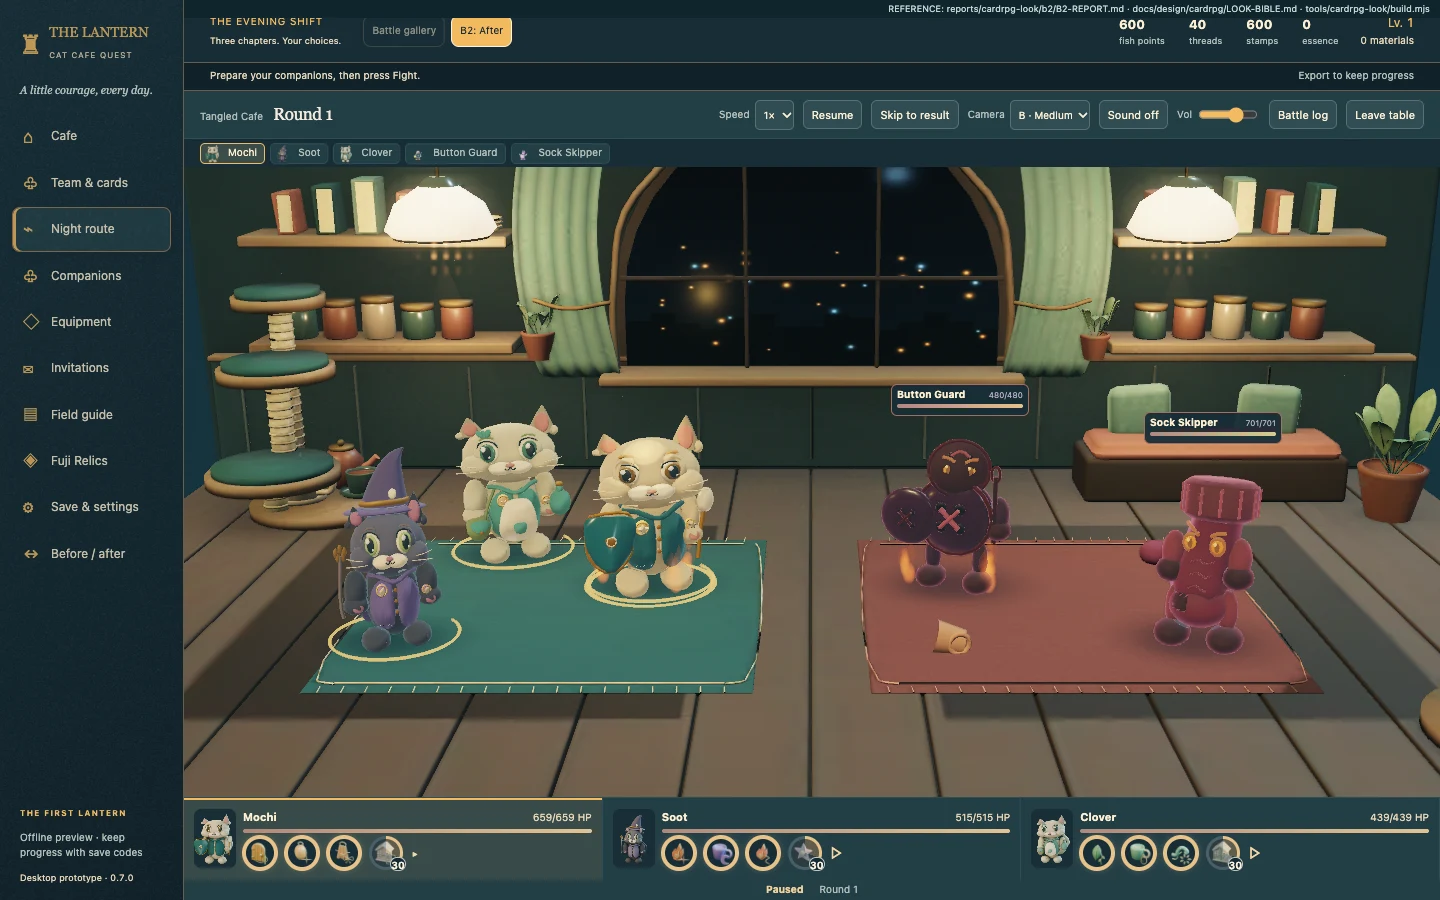 REFERENCE: reports/cardrpg-look/b2/B2-REPORT.md · docs/design/cardrpg/LOOK-BIBLE.md · tools/cardrpg-look/build.mjs
THE LANTERN
CAT CAFE QUEST
A little courage, every day.
Cafe
Team & cards
Night route
Companions
Equipment
Invitations
Field guide
Fuji Relics
Save & settings
Before / after
THE FIRST LANTERN
Offline preview · keep
progress with save codes
Desktop prototype · 0.7.0
THE EVENING SHIFT
Three chapters. Your choices.
Battle gallery
B2: After
600 fish points
40 threads
600 stamps
0 essence
Lv. 1
0 materials
Prepare your companions, then press Fight.
Export to keep progress
Tangled Cafe Round 1
Speed 1x Resume Skip to result Camera B · Medium Sound off Vol Battle log Leave table
Mochi Soot Clover Button Guard Sock Skipper
Button Guard 480/480
Sock Skipper 701/701
Mochi 659/659 HP
30
Soot 515/515 HP
30
Clover 439/439 HP
30
Paused Round 1